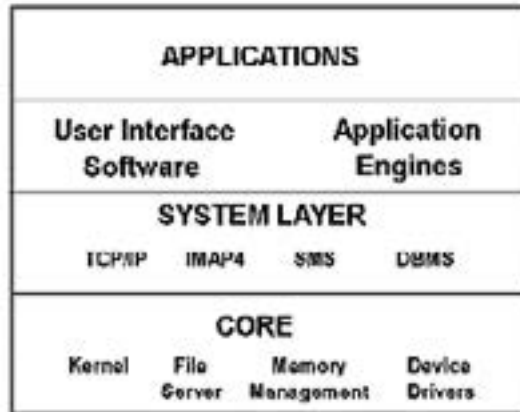 APPLICATIONS
User Interface Application
Software Engines
SYSTEM LAYER
TCP/IP IMAP4 SMS DBMS
CORE
Kernel File Memory Device
Server Management Drivers